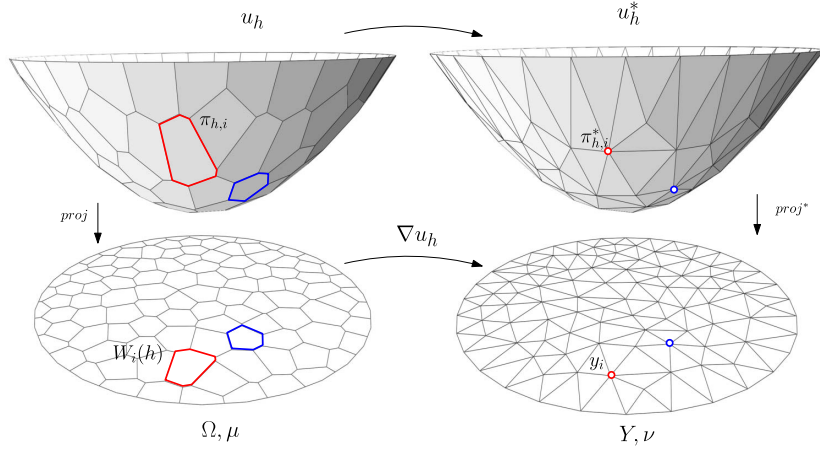 u_h
u_h^*
π_{h,i}
π_{h,i}^*
proj
proj*
∇u_h
W_i(h)
y_i
Ω, μ
Y, ν